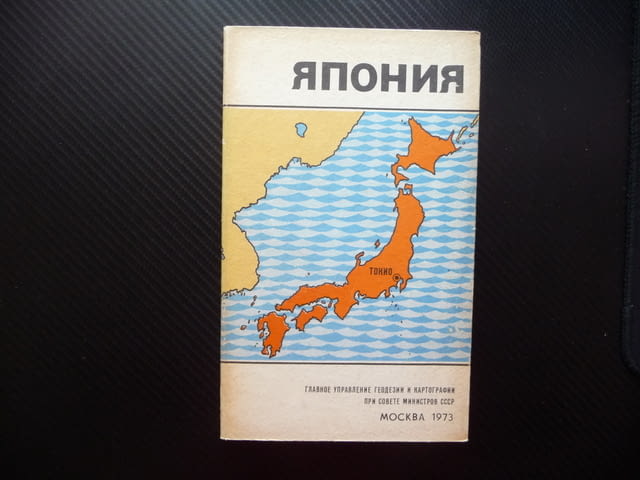 ЯПОНИЯ
ТОКИО
ГЛАВНОЕ УПРАВЛЕНИЕ ГЕОДЕЗИИ И КАРТОГРАФИИ
ПРИ СОВЕТЕ МИНИСТРОВ СССР
МОСКВА 1973